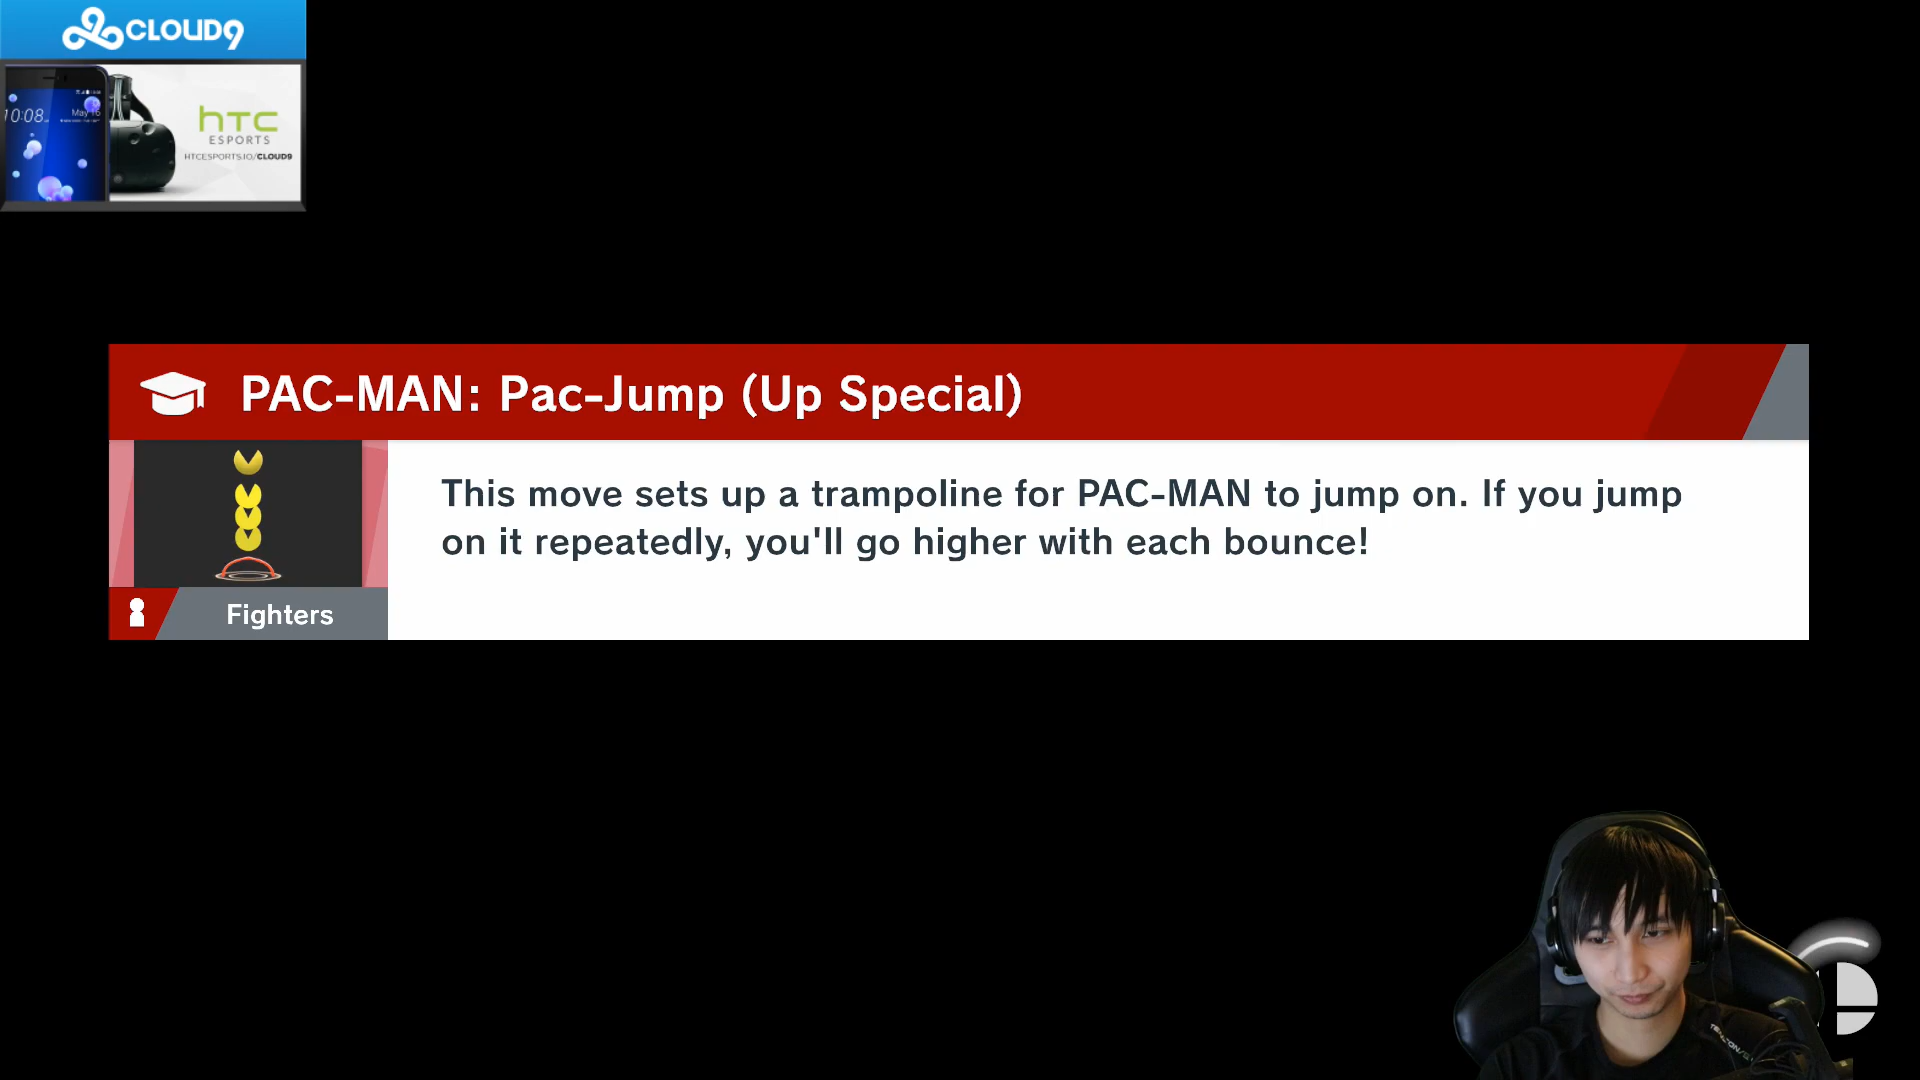 CLOUD9
10:08
May 16
hTC
ESPORTS
HTCESPORTS.IO/CLOUD9
PAC-MAN: Pac-Jump (Up Special)
This move sets up a trampoline for PAC-MAN to jump on. If you jump
on it repeatedly, you'll go higher with each bounce!
Fighters